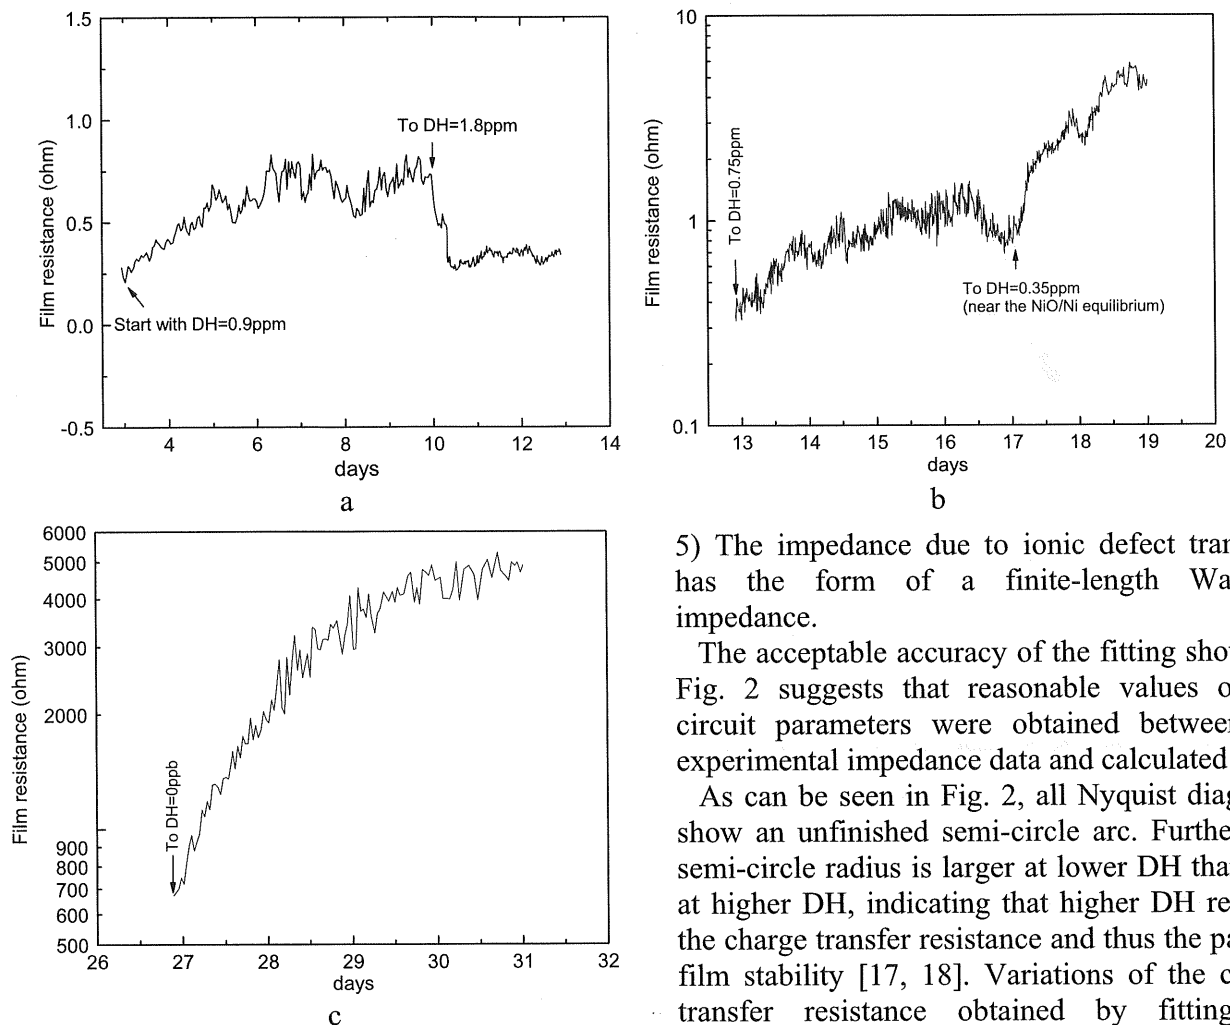 1.5
1.0
0.5
0.0
-0.5
Film resistance (ohm)
To DH=1.8ppm
Start with DH=0.9ppm
4 6 8 10 12 14
days
a
10
1
0.1
Film resistance (ohm)
To DH=0.75ppm
To DH=0.35ppm
(near the NiO/Ni equilibrium)
13 14 15 16 17 18 19 20
days
b
6000
5000
4000
3000
2000
900
800
700
600
500
Film resistance (ohm)
To DH=0ppb
26 27 28 29 30 31 32
days
c
5) The impedance due to ionic defect tran
has the form of a finite-length Wa
impedance.
The acceptable accuracy of the fitting sho
Fig. 2 suggests that reasonable values o
circuit parameters were obtained between
experimental impedance data and calculated
As can be seen in Fig. 2, all Nyquist diag
show an unfinished semi-circle arc. Further
semi-circle radius is larger at lower DH tha
at higher DH, indicating that higher DH re
the charge transfer resistance and thus the pa
film stability [17, 18]. Variations of the c
transfer resistance obtained by fitting